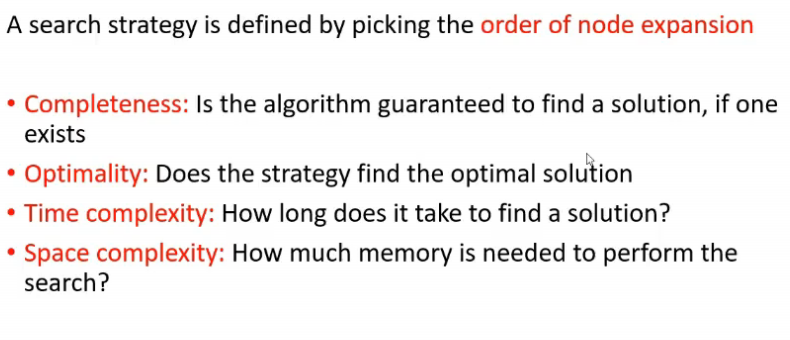 A search strategy is defined by picking the order of node expansion
• Completeness: Is the algorithm guaranteed to find a solution, if one
exists
• Optimality: Does the strategy find the optimal solution
• Time complexity: How long does it take to find a solution?
• Space complexity: How much memory is needed to perform the
search?